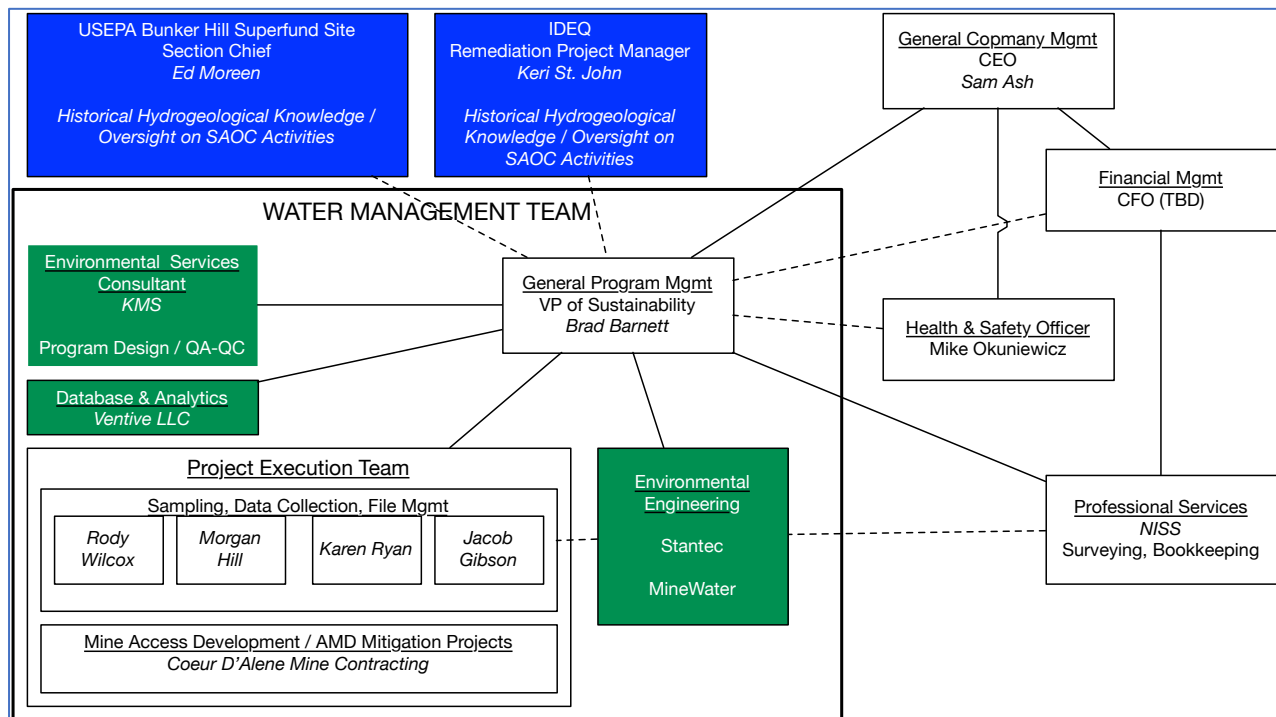 USEPA Bunker Hill Superfund Site
Section Chief
Ed Moreen
Historical Hydrogeological Knowledge /
Oversight on SAOC Activities
IDEQ
Remediation Project Manager
Keri St. John
Historical Hydrogeological
Knowledge / Oversight on
SAOC Activities
General Copmany Mgmt
CEO
Sam Ash
Financial Mgmt
CFO (TBD)
WATER MANAGEMENT TEAM
Environmental Services
Consultant
KMS
Program Design / QA-QC
General Program Mgmt
VP of Sustainability
Brad Barnett
Health & Safety Officer
Mike Okuniewicz
Database & Analytics
Ventive LLC
Project Execution Team
Sampling, Data Collection, File Mgmt
Rody
Wilcox
Morgan
Hill
Karen Ryan
Jacob
Gibson
Mine Access Development / AMD Mitigation Projects
Coeur D'Alene Mine Contracting
Environmental
Engineering
Stantec
MineWater
Professional Services
NISS
Surveying, Bookkeeping